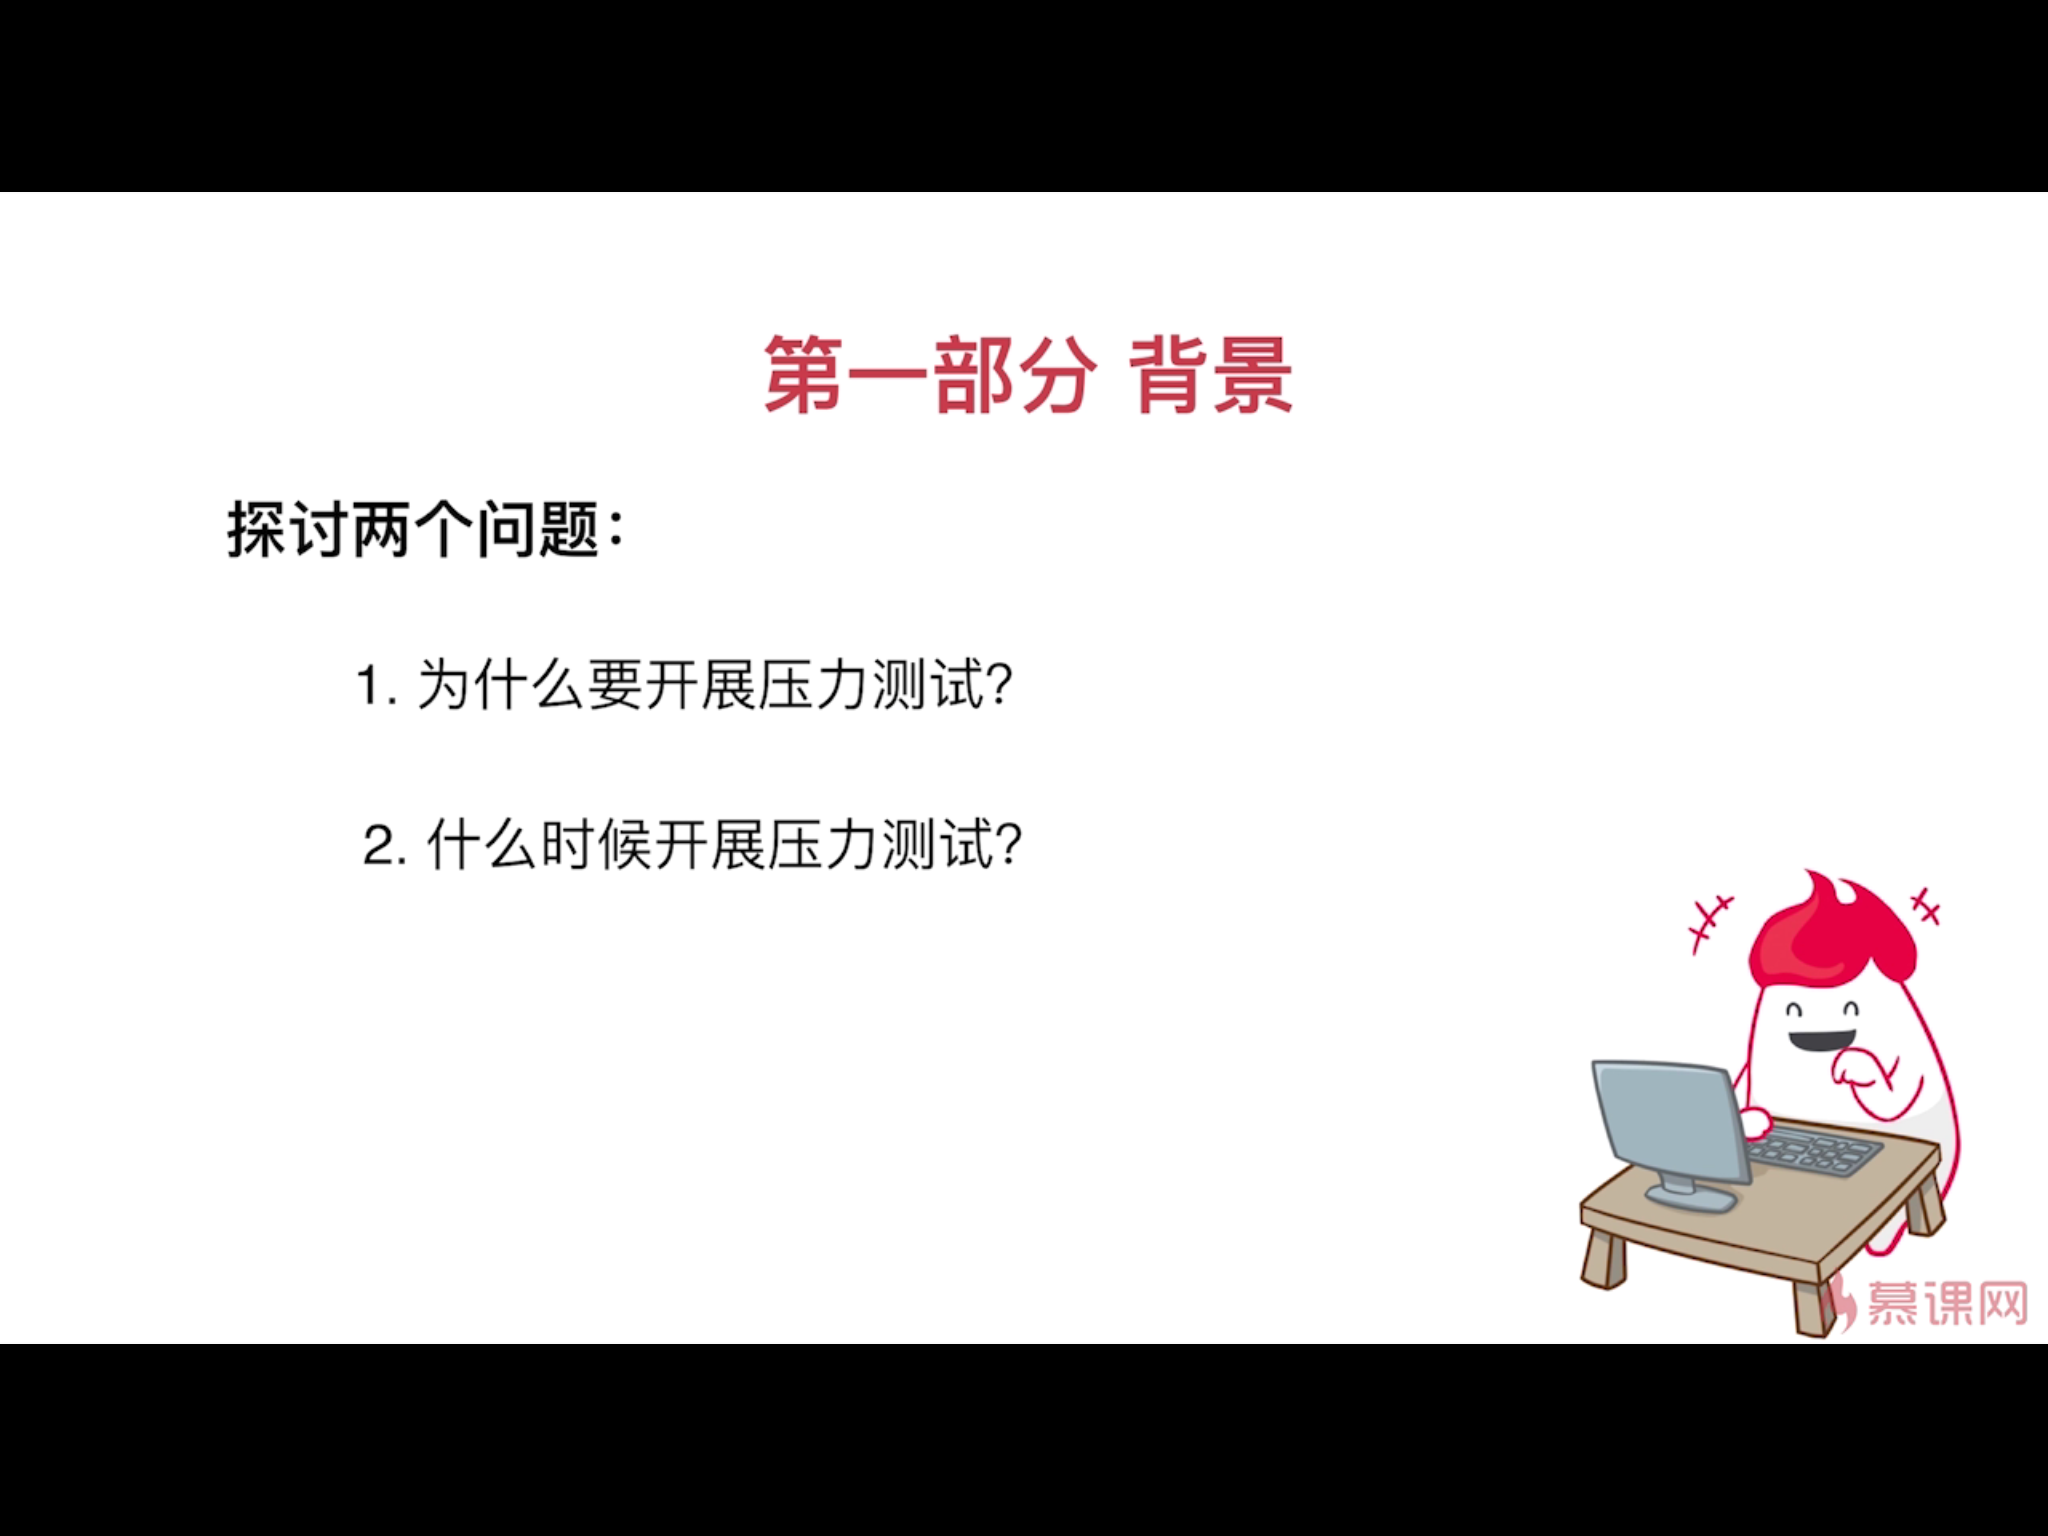 第一部分 背景
探讨两个问题：
1. 为什么要开展压力测试？
2. 什么时候开展压力测试？
慕课网